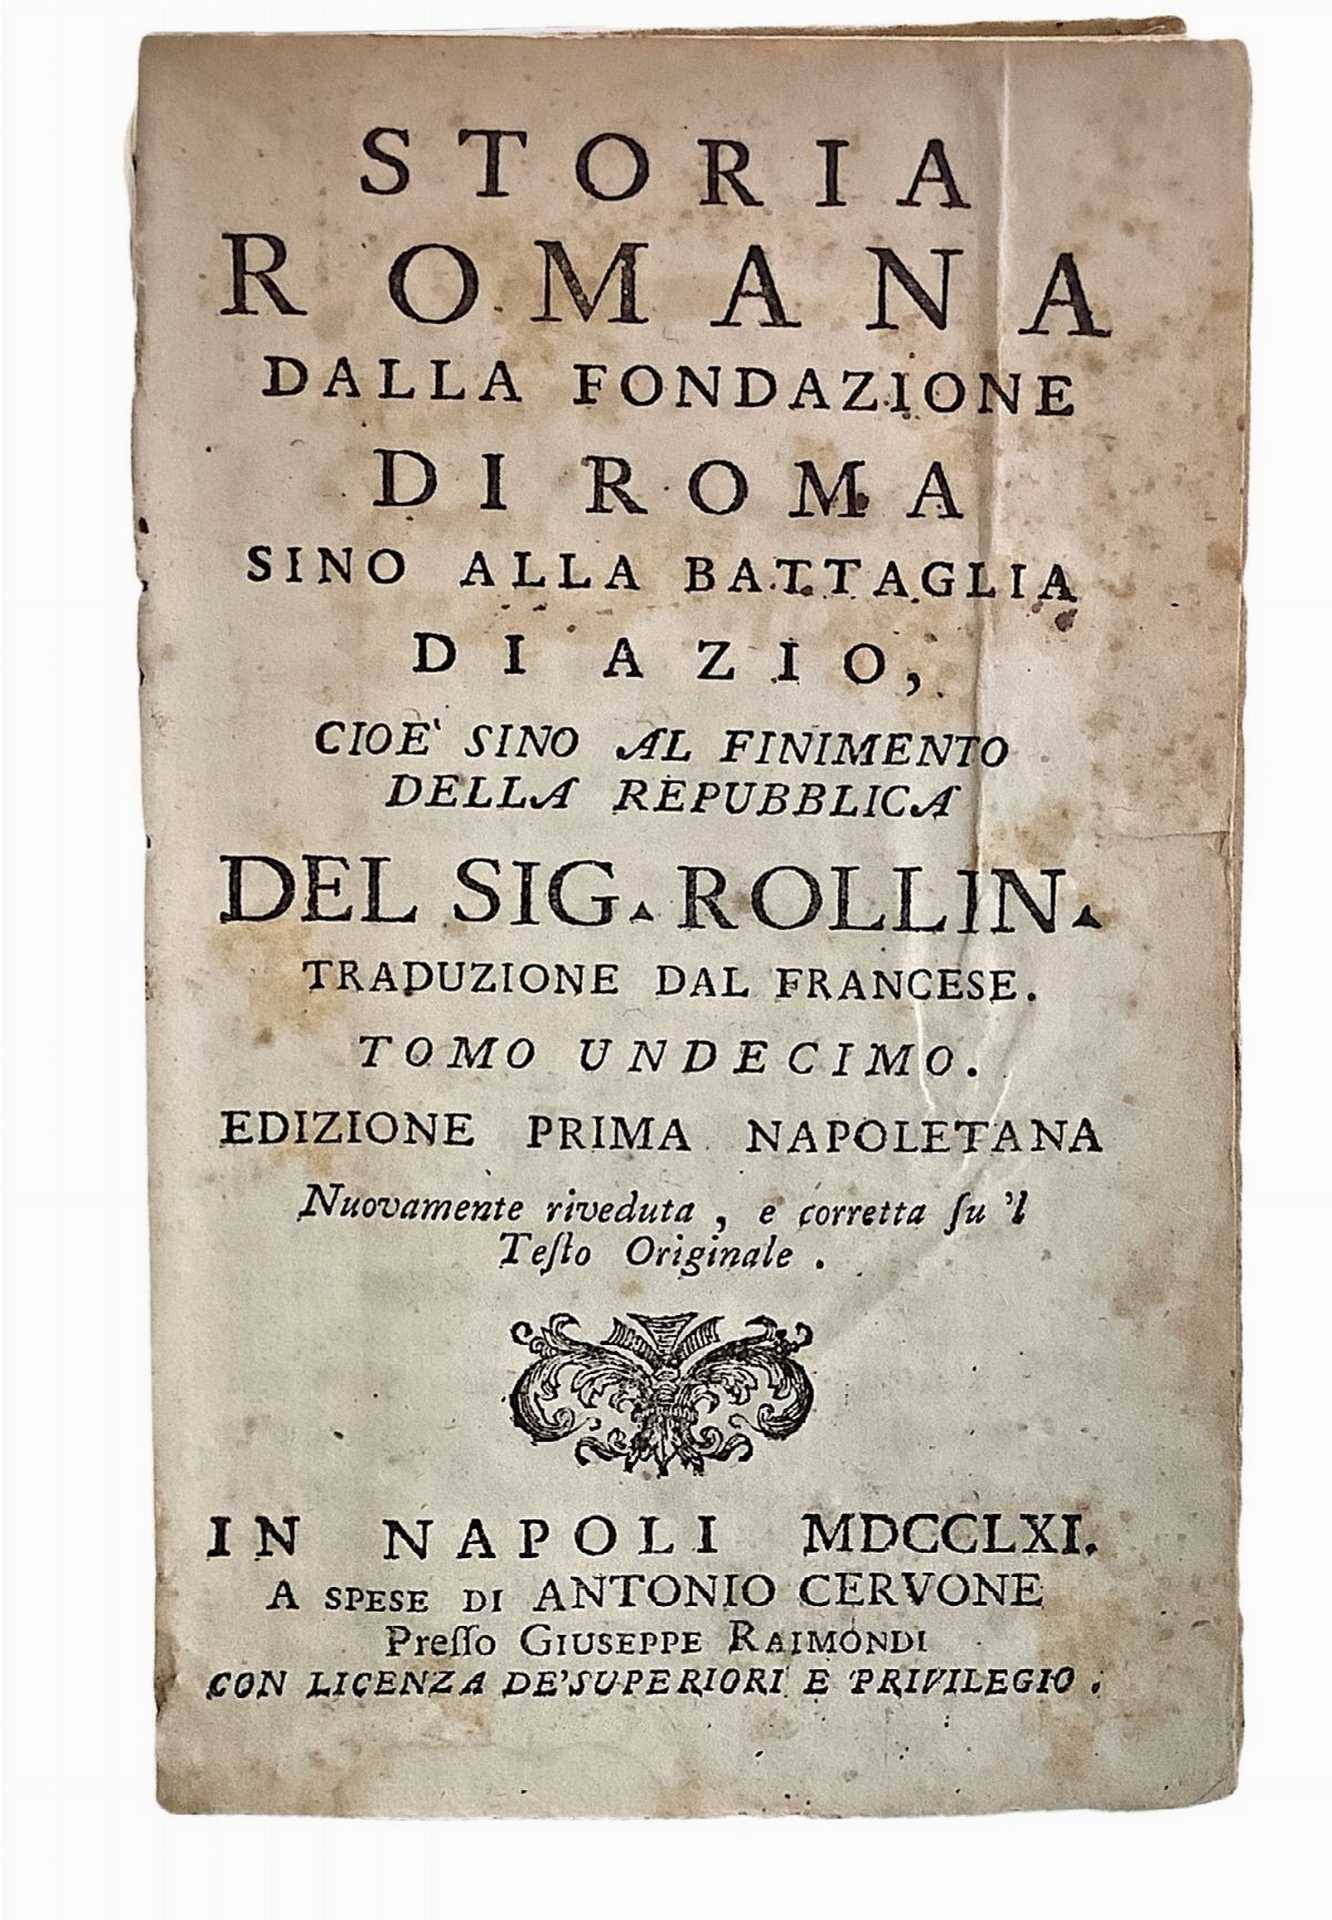 STORIA
ROMANA
DALLA FONDAZIONE
DI ROMA
SINO ALLA BATTAGLIA
DI AZIO,
CIOE' SINO AL FINIMENTO
DELLA REPUBBLICA
DEL SIG. ROLLIN.
TRADUZIONE DAL FRANCESE.
TOMO UNDECIMO.
EDIZIONE PRIMA NAPOLETANA
Nuovamente riveduta, e corretta ſu 'l
Teſto Originale.
IN NAPOLI MDCCLXI.
A SPESE DI ANTONIO CERVONE
Preſſo GIUSEPPE RAIMONDI
CON LICENZA DE' SUPERIORI E PRIVILEGIO.